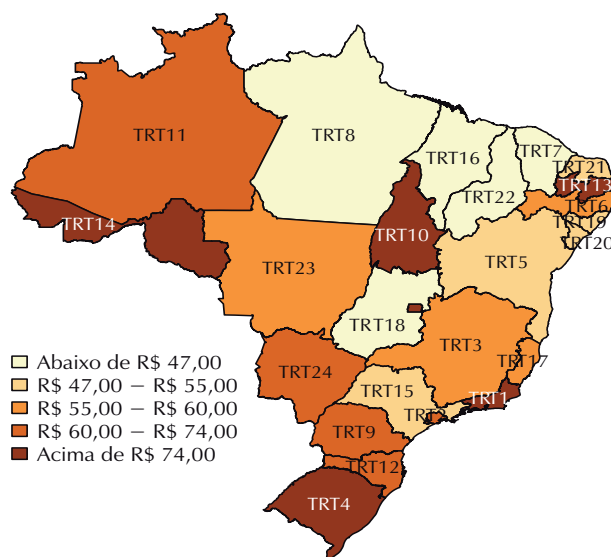 TRT11
TRT8
TRT16
TRT7
TRT21
TRT13
TRT22
TRT6
TRT19
TRT20
TRT14
TRT10
TRT23
TRT5
TRT18
TRT3
TRT17
TRT24
TRT15
TRT1
TRT2
TRT9
TRT12
TRT4
Abaixo de R$ 47,00
R$ 47,00 − R$ 55,00
R$ 55,00 − R$ 60,00
R$ 60,00 − R$ 74,00
Acima de R$ 74,00